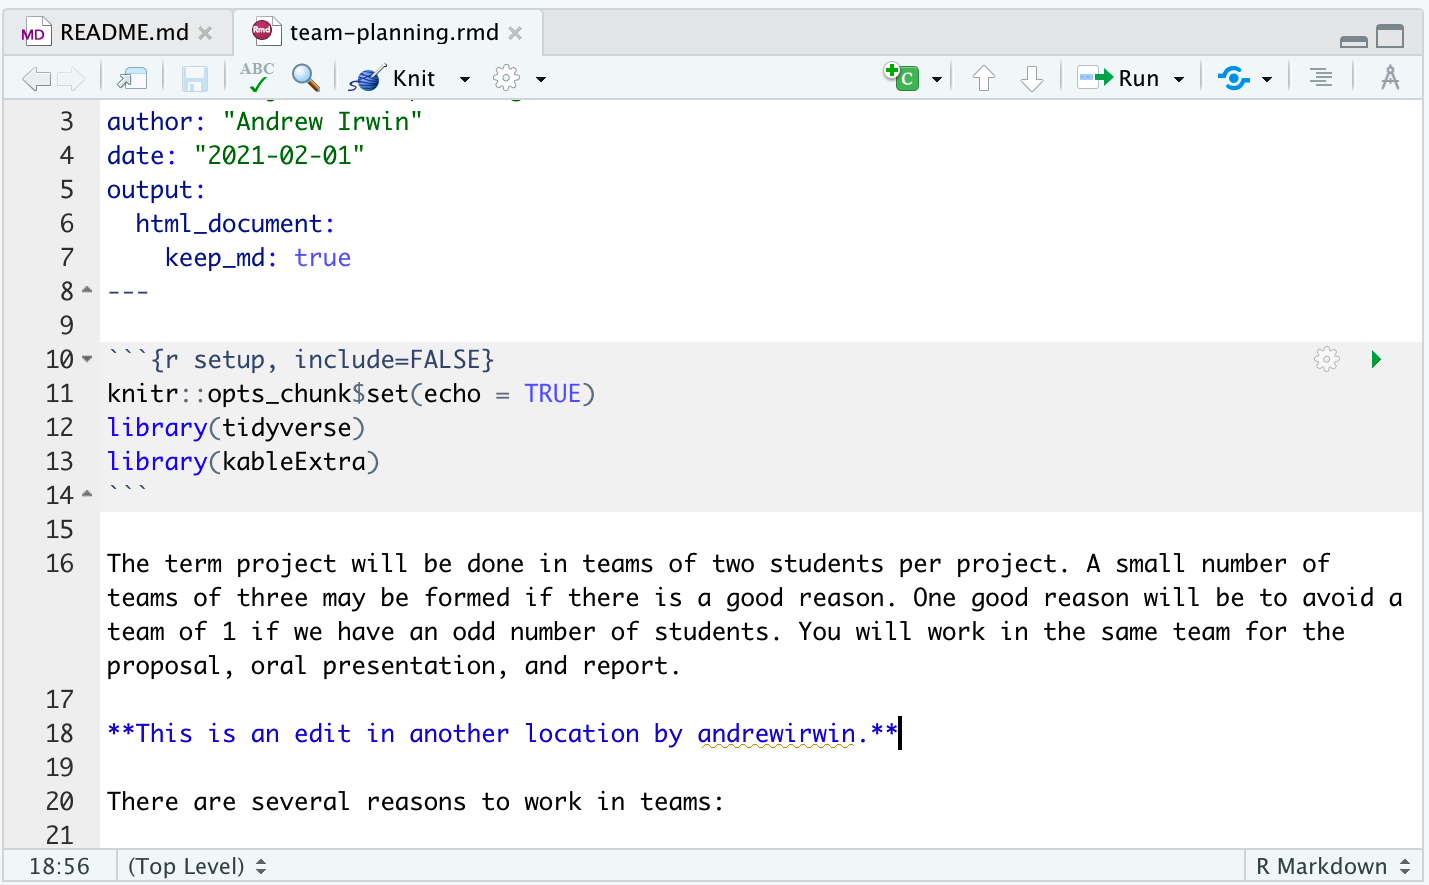 MD README.md
Rmd team-planning.rmd
ABC Knit C Run
3 author: "Andrew Irwin"
4 date: "2021-02-01"
5 output:
6 html_document:
7 keep_md: true
8 ---
9
10 ```{r setup, include=FALSE}
11 knitr::opts_chunk$set(echo = TRUE)
12 library(tidyverse)
13 library(kableExtra)
14 ```
15
16 The term project will be done in teams of two students per project. A small number of
teams of three may be formed if there is a good reason. One good reason will be to avoid a
team of 1 if we have an odd number of students. You will work in the same team for the
proposal, oral presentation, and report.
17
18 **This is an edit in another location by andrewirwin.**
19
20 There are several reasons to work in teams:
21
18:56 (Top Level) R Markdown